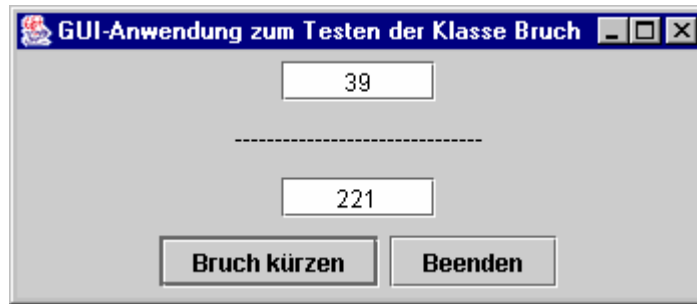 GUI-Anwendung zum Testen der Klasse Bruch
39
-------------------------------
221
Bruch kürzen Beenden